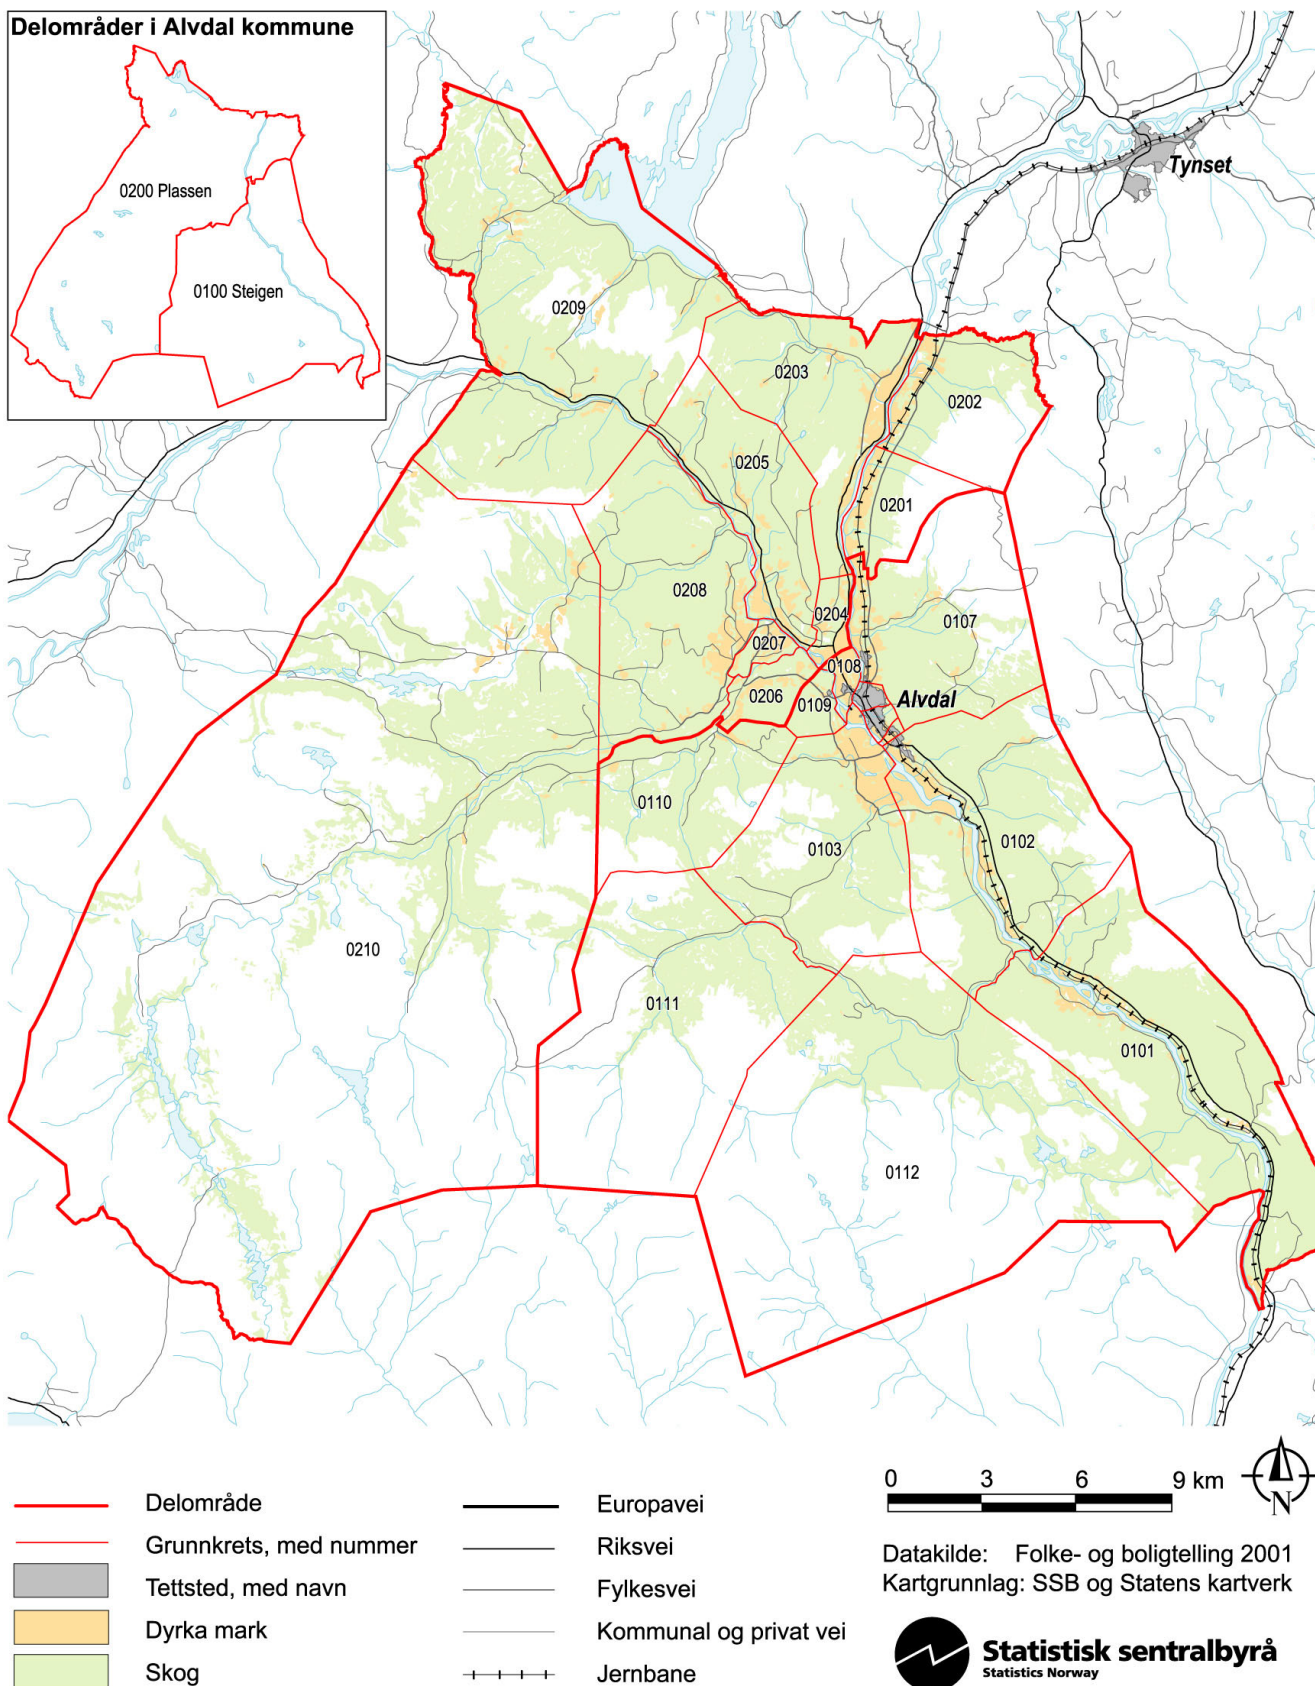 Delområder i Alvdal kommune
0200 Plassen
0100 Steigen
Tynset
0209
0203
0202
0205
0201
0208
0204
0107
0207
0108
0206
0109
Alvdal
0110
0103
0102
0210
0111
0101
0112
Delområde
Grunnkrets, med nummer
Tettsted, med navn
Dyrka mark
Skog
Europavei
Riksvei
Fylkesvei
Kommunal og privat vei
Jernbane
0 3 6 9 km
N
Datakilde: Folke- og boligtelling 2001
Kartgrunnlag: SSB og Statens kartverk
Statistisk sentralbyrå
Statistics Norway